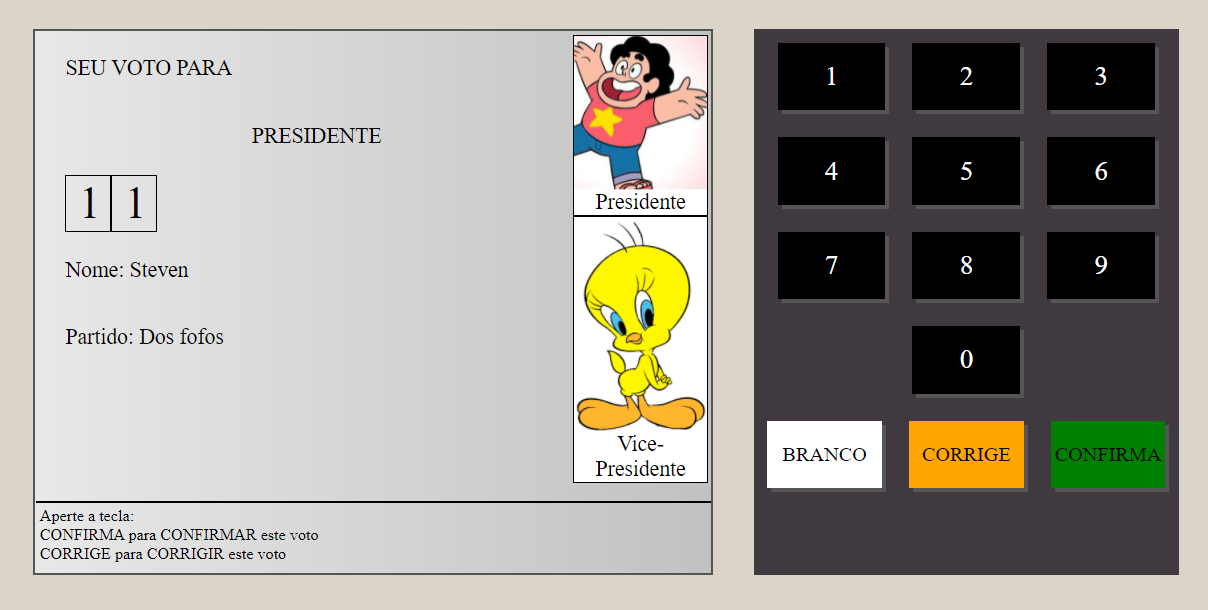 SEU VOTO PARA
PRESIDENTE
1 1
Nome: Steven
Partido: Dos fofos
Presidente
Vice-
Presidente
Aperte a tecla:
CONFIRMA para CONFIRMAR este voto
CORRIGE para CORRIGIR este voto
1 2 3
4 5 6
7 8 9
0
BRANCO CORRIGE CONFIRMA